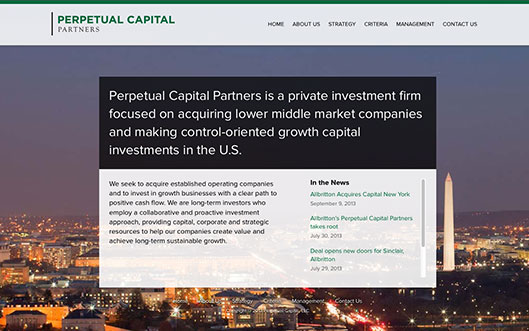 PERPETUAL CAPITAL
PARTNERS
HOME ABOUT US STRATEGY CRITERIA MANAGEMENT CONTACT US
Perpetual Capital Partners is a private investment firm
focused on acquiring lower middle market companies
and making control-oriented growth capital
investments in the U.S.
We seek to acquire established operating companies
and to invest in growth businesses with a clear path to
positive cash flow. We are long-term investors who
employ a collaborative and proactive investment
approach, providing capital, corporate and strategic
resources to help our companies create value and
achieve long-term sustainable growth.
In the News
Allbritton Acquires Capital New York
September 9, 2013
Allbritton's Perpetual Capital Partners
takes root
July 30, 2013
Deal opens new doors for Sinclair,
Allbritton
July 29, 2013
Home About Us Strategy Criteria Management Contact Us
Perpetual Capital, LLC